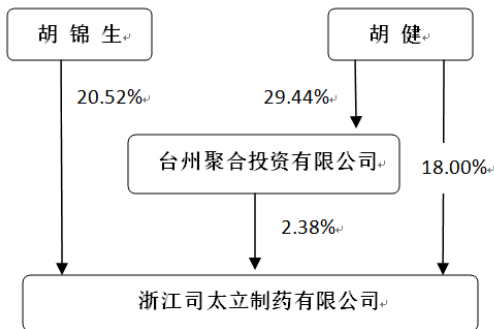 胡 锦 生
胡 健
20.52%
29.44%
台州聚合投资有限公司
18.00%
2.38%
浙江司太立制药有限公司